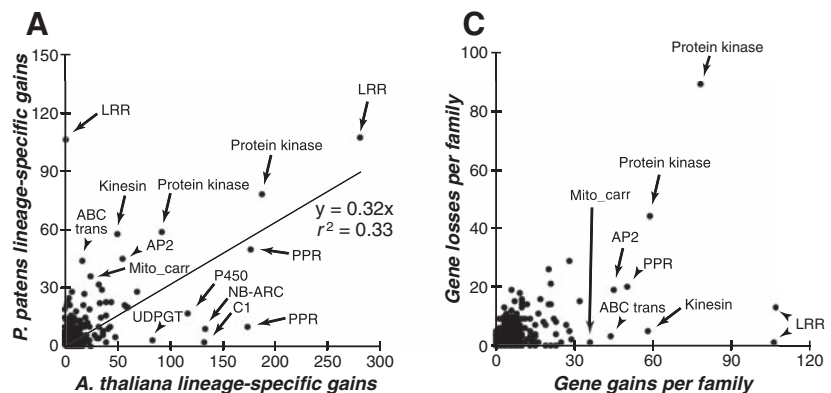 A
P. patens lineage-specific gains
150
120
90
60
30
0
0
50
100
150
200
250
300
A. thaliana lineage-specific gains
LRR
LRR
Protein kinase
Kinesin
Protein kinase
ABC
trans
AP2
Mito_carr
y = 0.32x
r² = 0.33
PPR
P450
NB-ARC
C1
UDPGT
PPR
C
Gene losses per family
100
80
60
40
20
0
0
30
60
90
120
Gene gains per family
Protein kinase
Protein kinase
Mito_carr
AP2
PPR
ABC trans
Kinesin
LRR